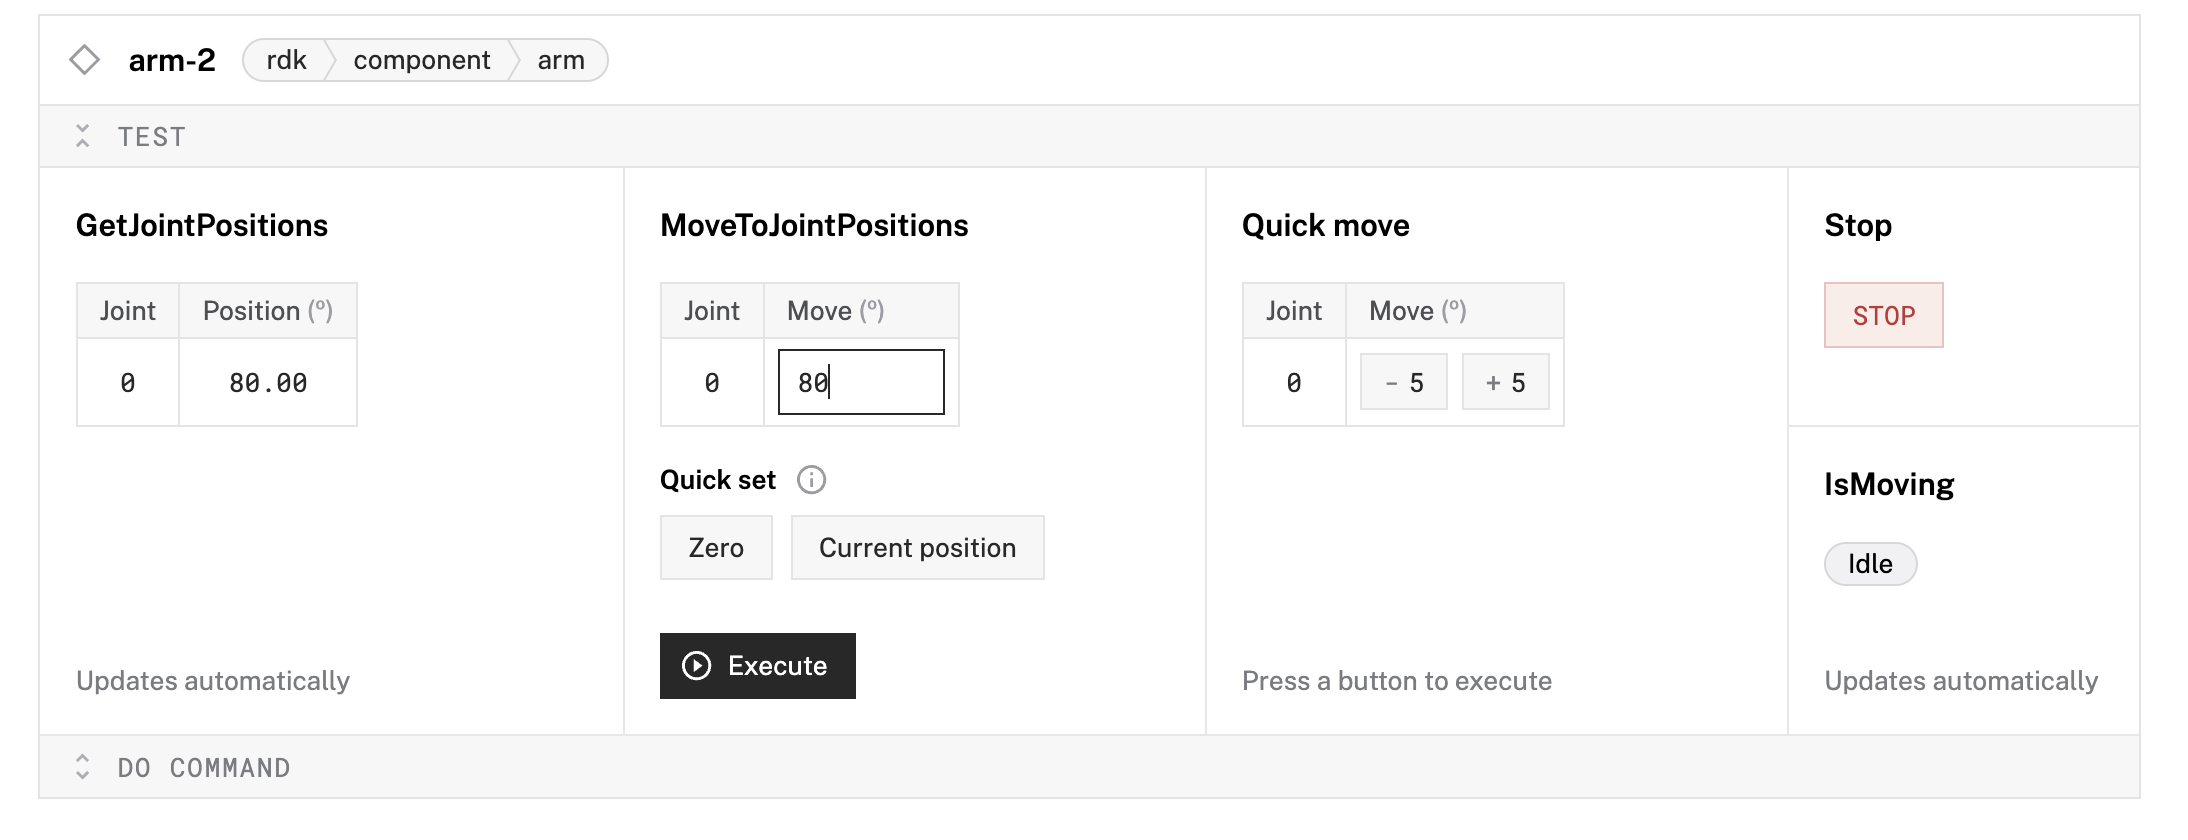 arm-2 rdk component arm
TEST
GetJointPositions
Joint Position (º)
0 80.00
Updates automatically
MoveToJointPositions
Joint Move (º)
0 80
Quick set
Zero Current position
Execute
Quick move
Joint Move (º)
0 - 5 + 5
Press a button to execute
Stop
STOP
IsMoving
Idle
Updates automatically
DO COMMAND